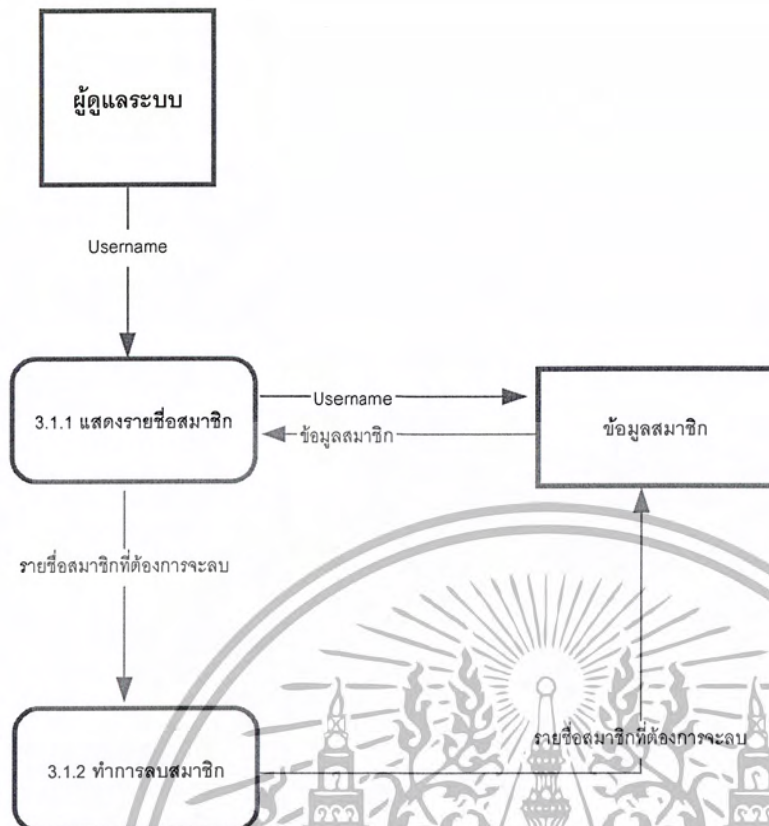 ผู้ดูแลระบบ
Username
3.1.1 แสดงรายชื่อสมาชิก
Username
ข้อมูลสมาชิก
ข้อมูลสมาชิก
รายชื่อสมาชิกที่ต้องการจะลบ
รายชื่อสมาชิกที่ต้องการจะลบ
3.1.2 ทำการลบสมาชิก